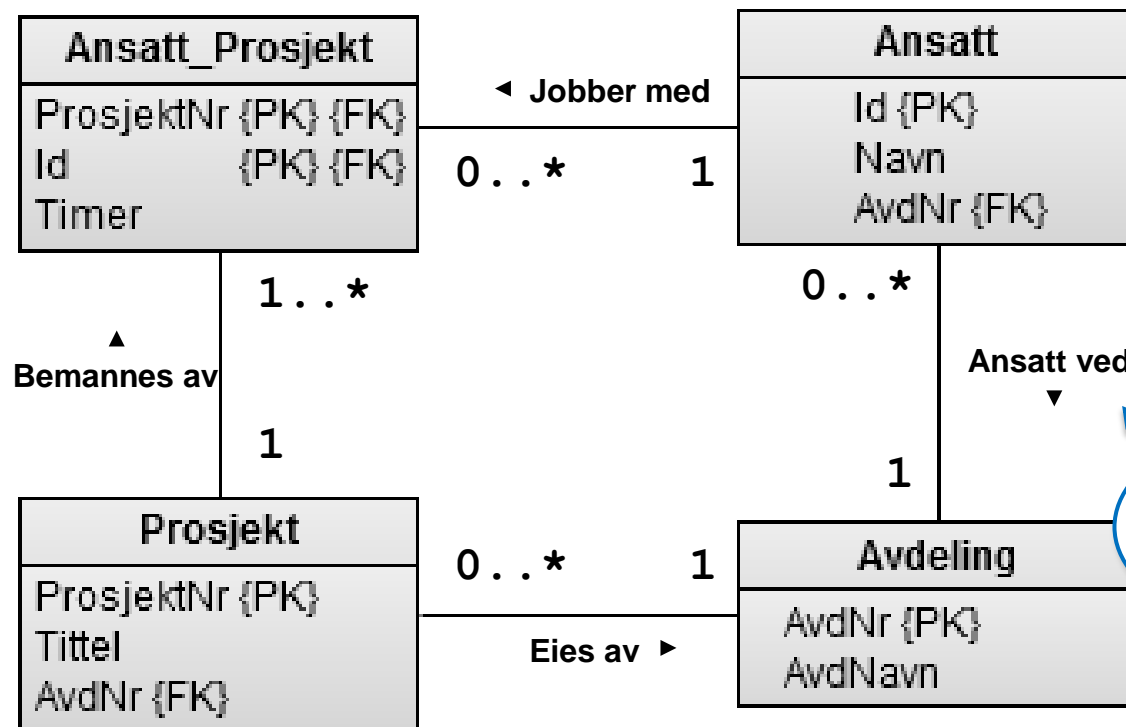 Ansatt_Prosjekt
ProsjektNr {PK} {FK}
Id {PK} {FK}
Timer
◄ Jobber med
0..* 1
Ansatt
Id {PK}
Navn
AvdNr {FK}
1..*
▲
Bemannes av
1
0..*
Ansatt ved
▼
1
Prosjekt
ProsjektNr {PK}
Tittel
AvdNr {FK}
0..* 1
Eies av ►
Avdeling
AvdNr {PK}
AvdNavn